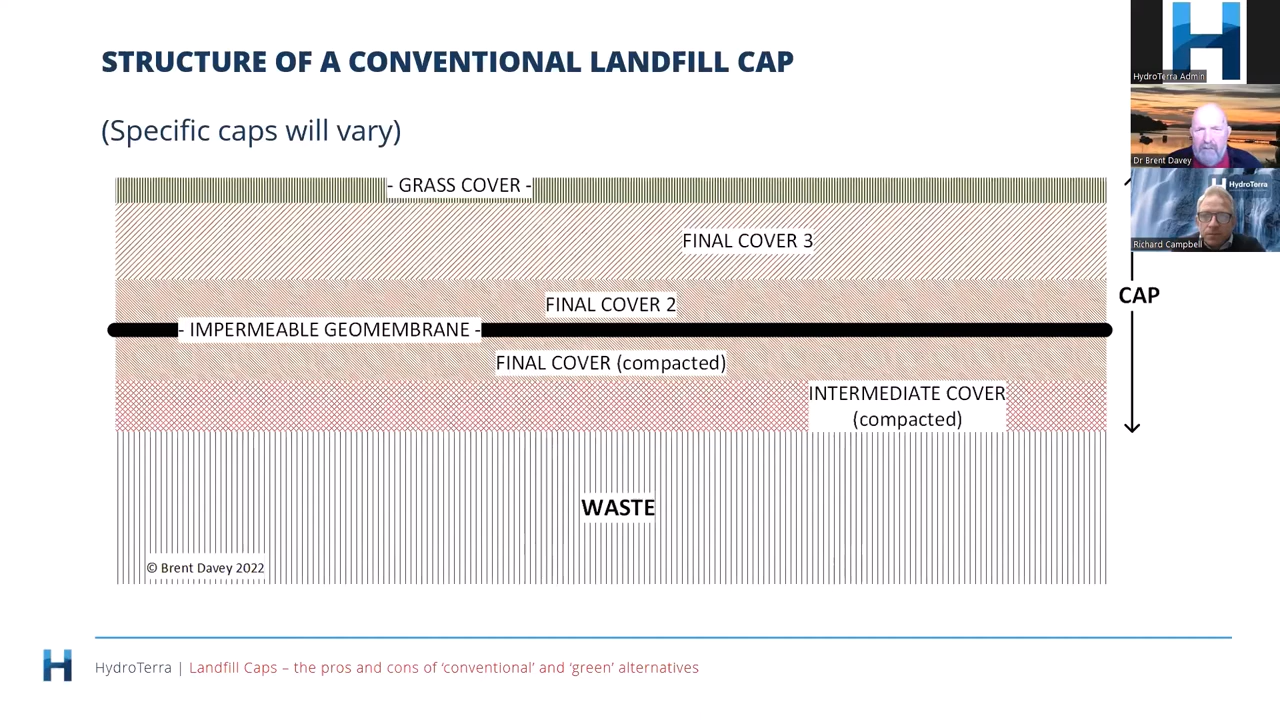 STRUCTURE OF A CONVENTIONAL LANDFILL CAP
(Specific caps will vary)
- GRASS COVER -
FINAL COVER 3
FINAL COVER 2
- IMPERMEABLE GEOMEMBRANE -
FINAL COVER (compacted)
INTERMEDIATE COVER
(compacted)
WASTE
© Brent Davey 2022
CAP
HydroTerra | Landfill Caps – the pros and cons of ‘conventional’ and ‘green’ alternatives
HydroTerra Admin
Dr Brent Davey
HydroTerra
Richard Campbell